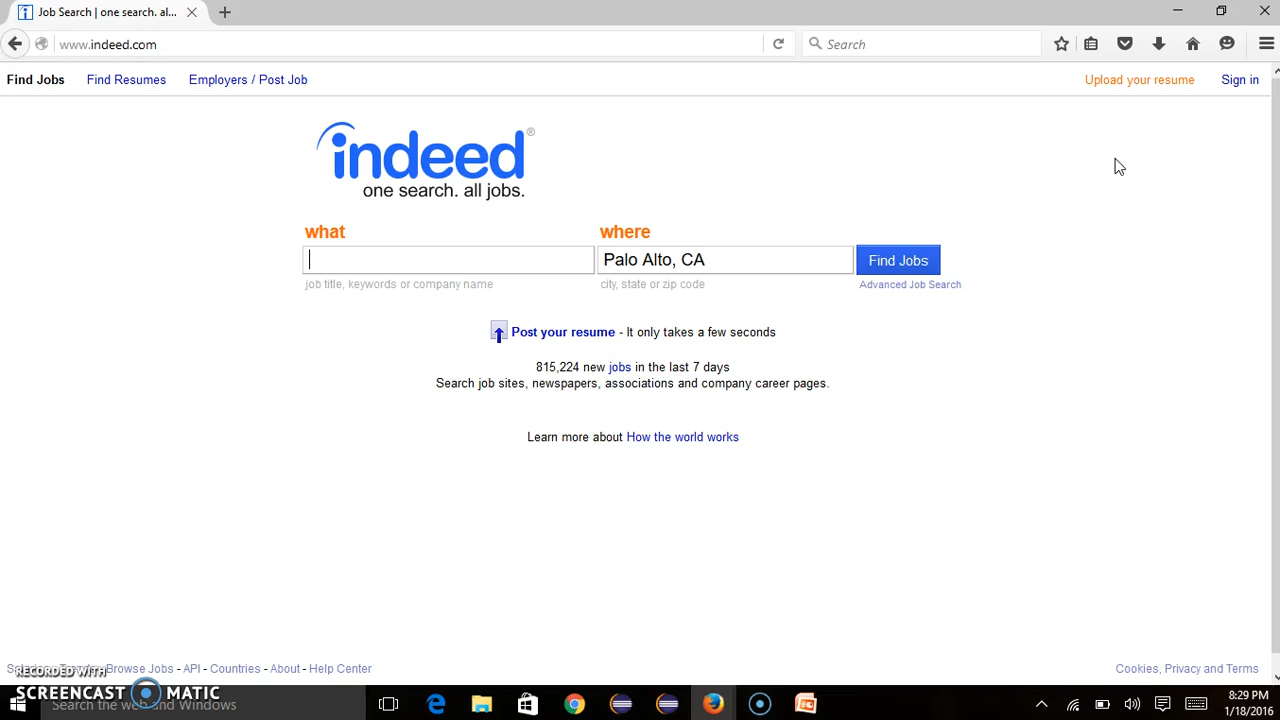 Job Search | one search. al...
www.indeed.com
Search
Find Jobs
Find Resumes
Employers / Post Job
Upload your resume
Sign in
indeed®
one search. all jobs.
what
where
Palo Alto, CA
Find Jobs
job title, keywords or company name
city, state or zip code
Advanced Job Search
Post your resume - It only takes a few seconds
815,224 new jobs in the last 7 days
Search job sites, newspapers, associations and company career pages.
Learn more about How the world works
Browse Jobs - API - Countries - About - Help Center
Cookies, Privacy and Terms
RECORDED WITH
SCREENCAST MATIC
Search the web and Windows
8:29 PM
1/18/2016